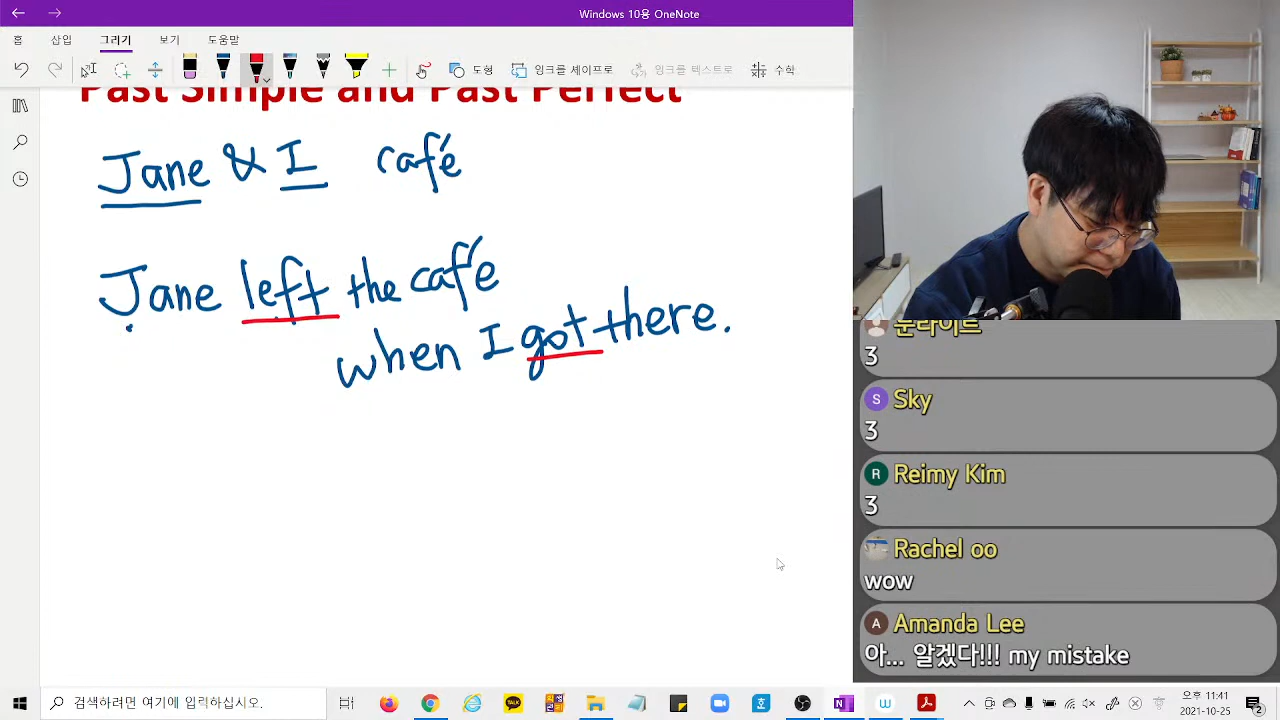 Windows 10용 OneNote
홈 삽입 그리기 보기 도움말
도형 잉크를 셰이프로 잉크를 텍스트로 수학
Past Simple and Past Perfect
Jane & I café
Jane left the café
when I got there.
3
S Sky
3
R Reimy Kim
3
Rachel oo
wow
A Amanda Lee
아... 알겠다!!! my mistake
검색하려면 여기에 입력하십시오.
TALK
오후 11:41
2021-10-25